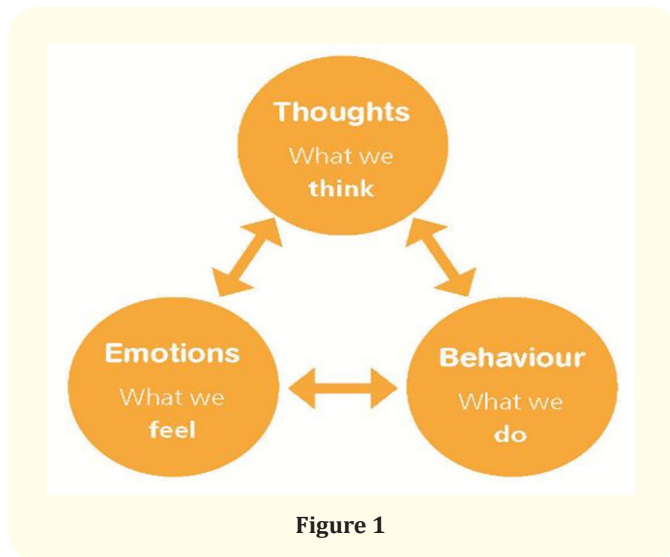 Thoughts
What we
think
Emotions
What we
feel
Behaviour
What we
do
Figure 1